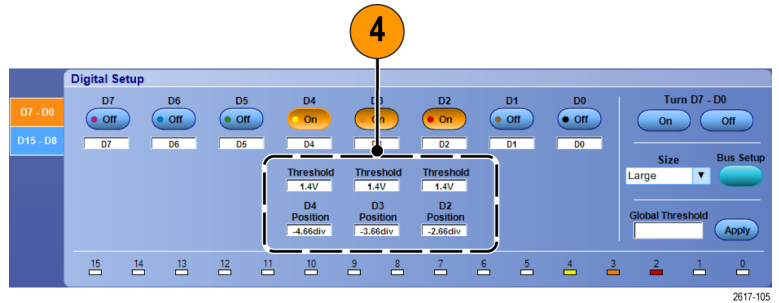 4
Digital Setup
D7 - D0
D15 - D8
D7 D6 D5 D4 D3 D2 D1 D0
Off Off Off On On On Off Off
D7 D6 D5 D4 D2 D1 D0
Threshold Threshold Threshold
1.4V 1.4V 1.4V
D4 Position D3 Position D2 Position
-4.66div -3.66div -2.66div
Turn D7 - D0
On Off
Size Bus Setup
Large
Global Threshold
Apply
15 14 13 12 11 10 9 8 7 6 5 4 3 2 1 0
2617-105